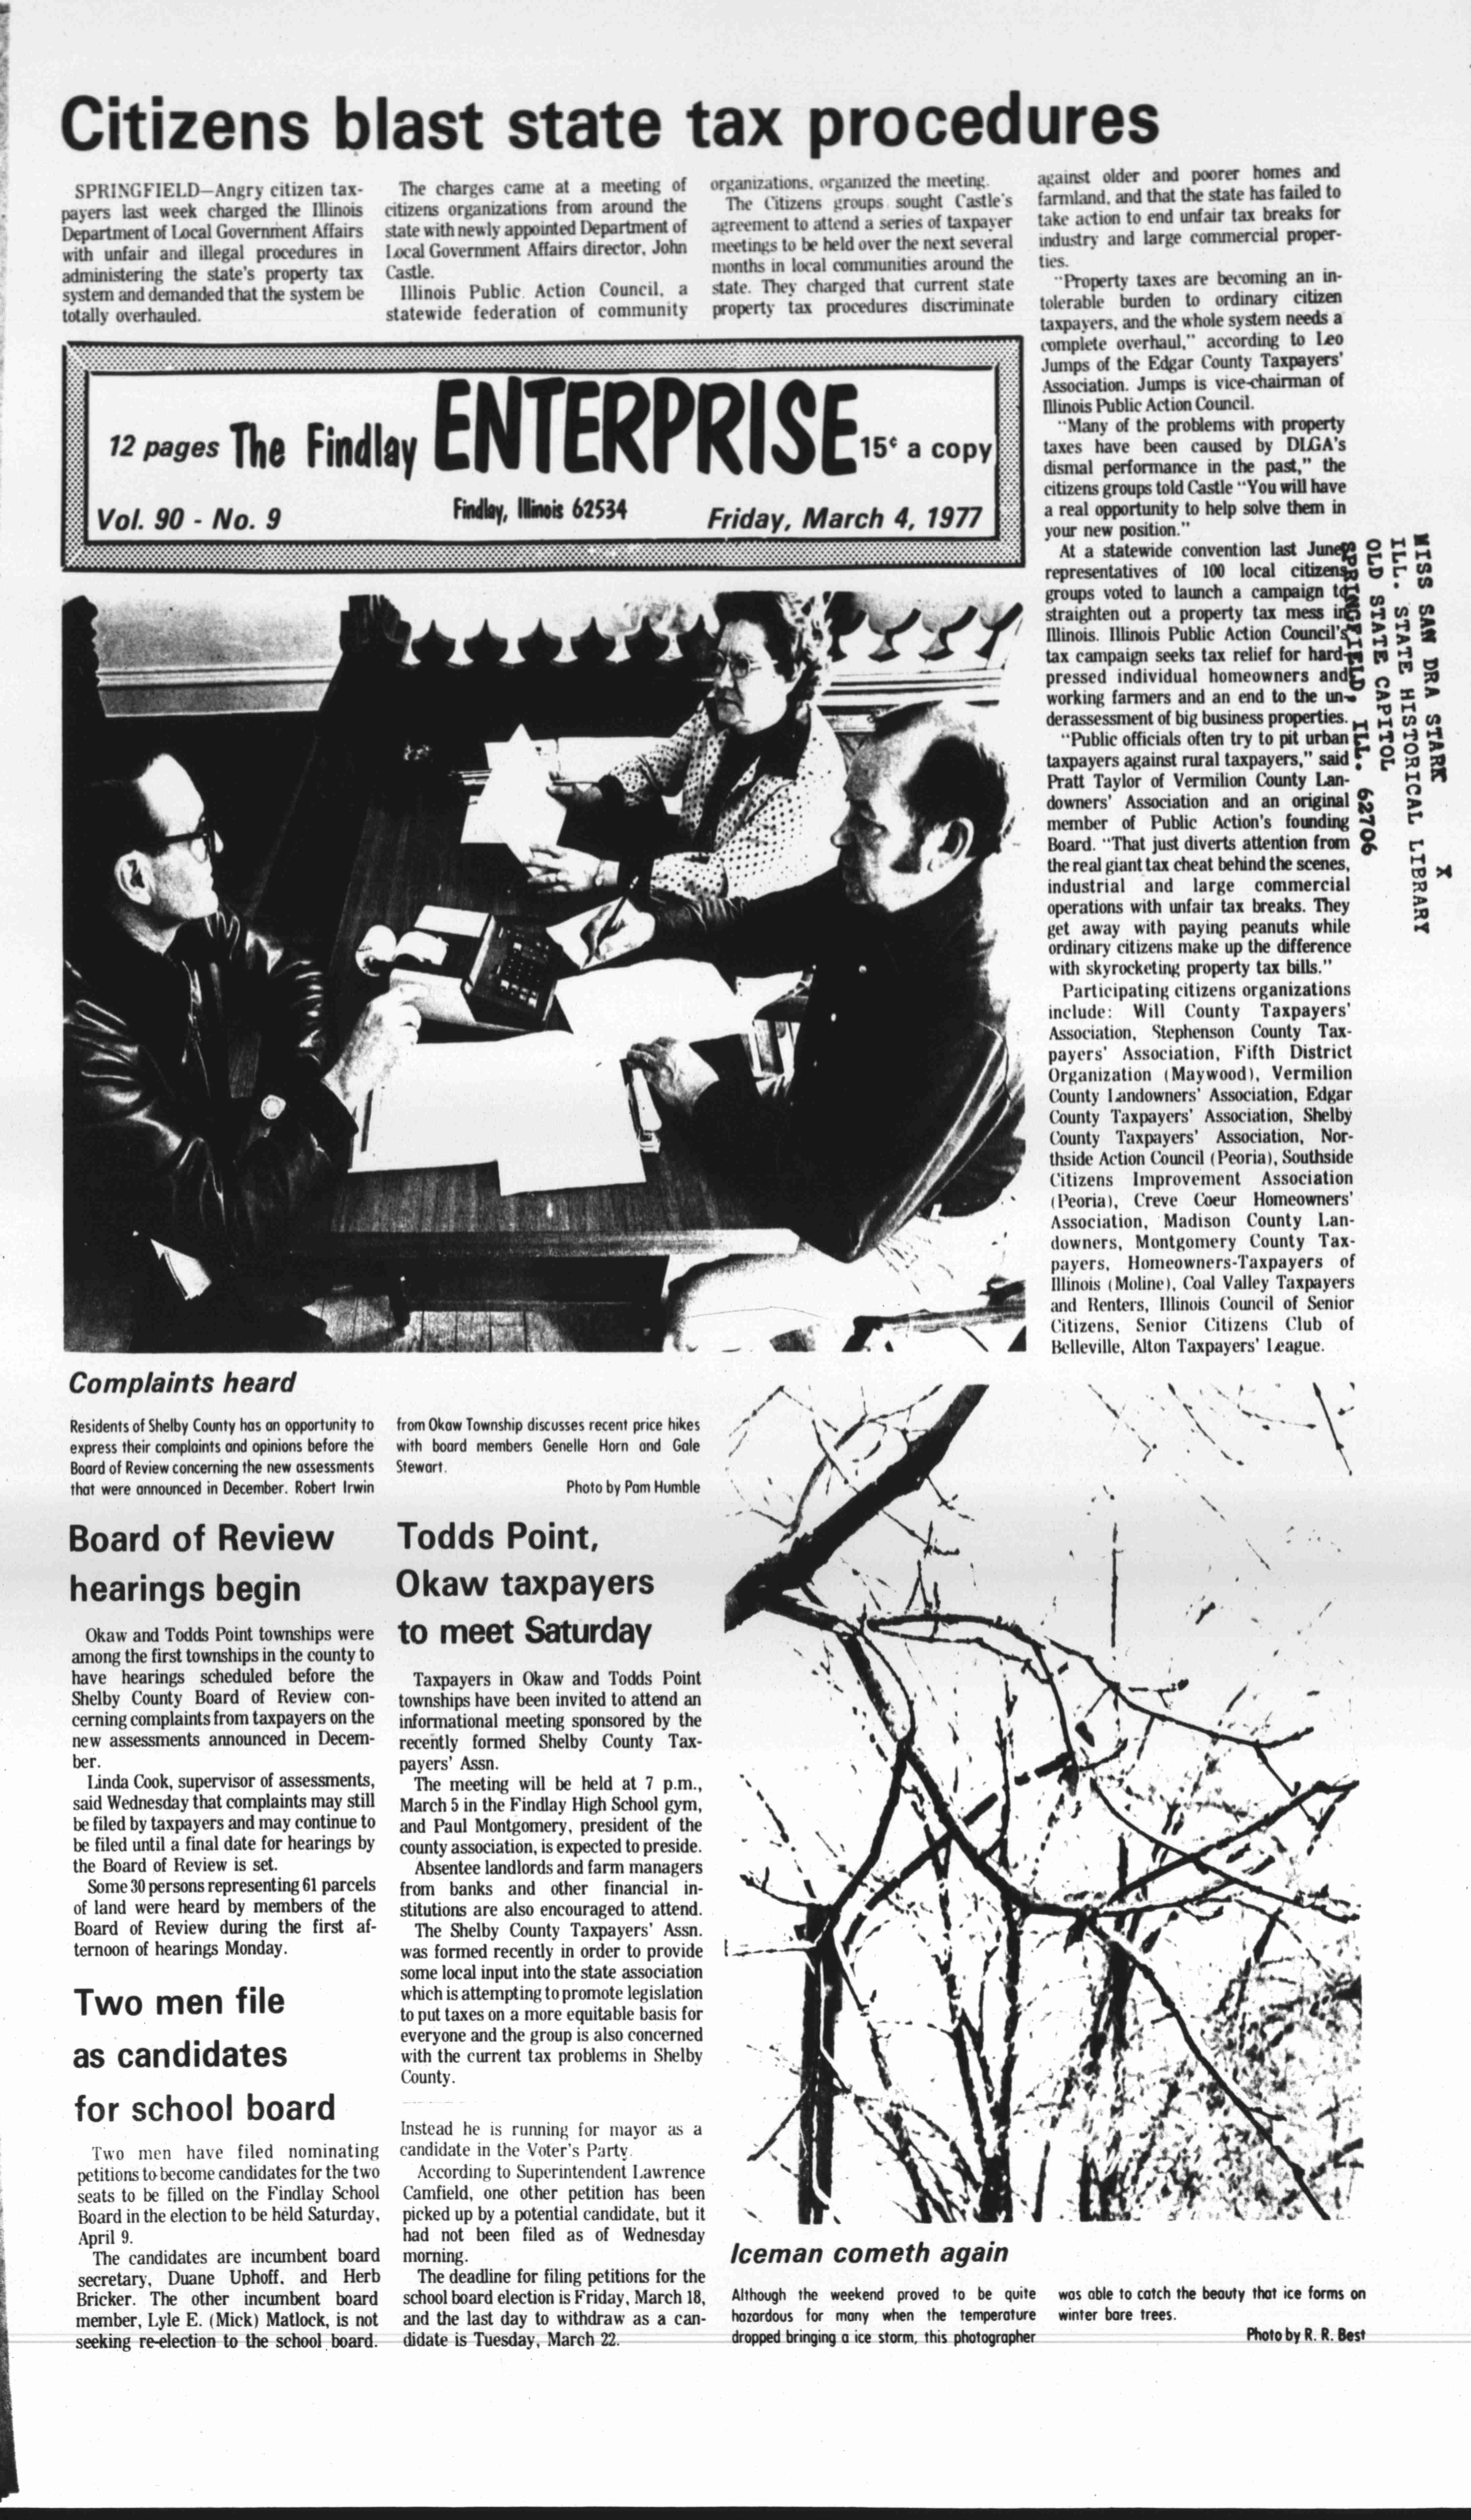 Citizens blast state tax procedures
SPRINGFIELD—Angry citizen tax-
payers last week charged the Illinois
Department of Local Government Affairs
with unfair and illegal procedures in
administering the state's property tax
system and demanded that the system be
totally overhauled.
The charges came at a meeting of
citizens organizations from around the
state with newly appointed Department of
Local Government Affairs director, John
Castle.
Illinois Public Action Council, a
statewide federation of community
organizations, organized the meeting.
The Citizens groups sought Castle's
agreement to attend a series of taxpayer
meetings to be held over the next several
months in local communities around the
state. They charged that current state
property tax procedures discriminate
against older and poorer homes and
farmland, and that the state has failed to
take action to end unfair tax breaks for
industry and large commercial proper-
ties.
"Property taxes are becoming an in-
tolerable burden to ordinary citizen
taxpayers, and the whole system needs a
complete overhaul," according to Leo
Jumps of the Edgar County Taxpayers'
Association. Jumps is vice-chairman of
Illinois Public Action Council.
"Many of the problems with property
taxes have been caused by DLGA's
dismal performance in the past," the
citizens groups told Castle "You will have
a real opportunity to help solve them in
your new position."
At a statewide convention last June
representatives of 100 local citizens
groups voted to launch a campaign to
straighten out a property tax mess in
Illinois. Illinois Public Action Council's
tax campaign seeks tax relief for hard-
pressed individual homeowners and
working farmers and an end to the un-
derassessment of big business properties.
"Public officials often try to pit urban
taxpayers against rural taxpayers," said
Pratt Taylor of Vermilion County Lan-
downers' Association and an original
member of Public Action's founding
Board. "That just diverts attention from
the real giant tax cheat behind the scenes,
industrial and large commercial
operations with unfair tax breaks. They
get away with paying peanuts while
ordinary citizens make up the difference
with skyrocketing property tax bills."
Participating citizens organizations
include: Will County Taxpayers'
Association, Stephenson County Tax-
payers' Association, Fifth District
Organization (Maywood), Vermilion
County Landowners' Association, Edgar
County Taxpayers' Association, Shelby
County Taxpayers' Association, Nor-
thside Action Council (Peoria), Southside
Citizens Improvement Association
(Peoria), Creve Coeur Homeowners'
Association, Madison County Lan-
downers, Montgomery County Tax-
payers, Homeowners-Taxpayers of
Illinois (Moline), Coal Valley Taxpayers
and Renters, Illinois Council of Senior
Citizens, Senior Citizens Club of
Belleville, Alton Taxpayers' League.
12 pages The Findlay ENTERPRISE 15¢ a copy
Vol. 90 - No. 9 Findlay, Illinois 62534 Friday, March 4, 1977
MISS SAN DRA STARK X
ILL. STATE HISTORICAL LIBRARY
OLD STATE CAPITOL
SPRINGFIELD, ILL. 62706
Complaints heard
Residents of Shelby County has an opportunity to
express their complaints and opinions before the
Board of Review concerning the new assessments
that were announced in December. Robert Irwin
from Okaw Township discusses recent price hikes
with board members Genelle Horn and Gale
Stewart.
Photo by Pam Humble
Board of Review
hearings begin
Okaw and Todds Point townships were
among the first townships in the county to
have hearings scheduled before the
Shelby County Board of Review con-
cerning complaints from taxpayers on the
new assessments announced in Decem-
ber.
Linda Cook, supervisor of assessments,
said Wednesday that complaints may still
be filed by taxpayers and may continue to
be filed until a final date for hearings by
the Board of Review is set.
Some 30 persons representing 61 parcels
of land were heard by members of the
Board of Review during the first af-
ternoon of hearings Monday.
Todds Point,
Okaw taxpayers
to meet Saturday
Taxpayers in Okaw and Todds Point
townships have been invited to attend an
informational meeting sponsored by the
recently formed Shelby County Tax-
payers' Assn.
The meeting will be held at 7 p.m.,
March 5 in the Findlay High School gym,
and Paul Montgomery, president of the
county association, is expected to preside.
Absentee landlords and farm managers
from banks and other financial in-
stitutions are also encouraged to attend.
The Shelby County Taxpayers' Assn.
was formed recently in order to provide
some local input into the state association
which is attempting to promote legislation
to put taxes on a more equitable basis for
everyone and the group is also concerned
with the current tax problems in Shelby
County.
Two men file
as candidates
for school board
Two men have filed nominating
petitions to become candidates for the two
seats to be filled on the Findlay School
Board in the election to be held Saturday,
April 9.
The candidates are incumbent board
secretary, Duane Uphoff, and Herb
Bricker. The other incumbent board
member, Lyle E. (Mick) Matlock, is not
seeking re-election to the school board.
Instead he is running for mayor as a
candidate in the Voter's Party.
According to Superintendent Lawrence
Camfield, one other petition has been
picked up by a potential candidate, but it
had not been filed as of Wednesday
morning.
The deadline for filing petitions for the
school board election is Friday, March 18,
and the last day to withdraw as a can-
didate is Tuesday, March 22.
Iceman cometh again
Although the weekend proved to be quite
hazardous for many when the temperature
dropped bringing a ice storm, this photographer
was able to catch the beauty that ice forms on
winter bare trees.
Photo by R. R. Best